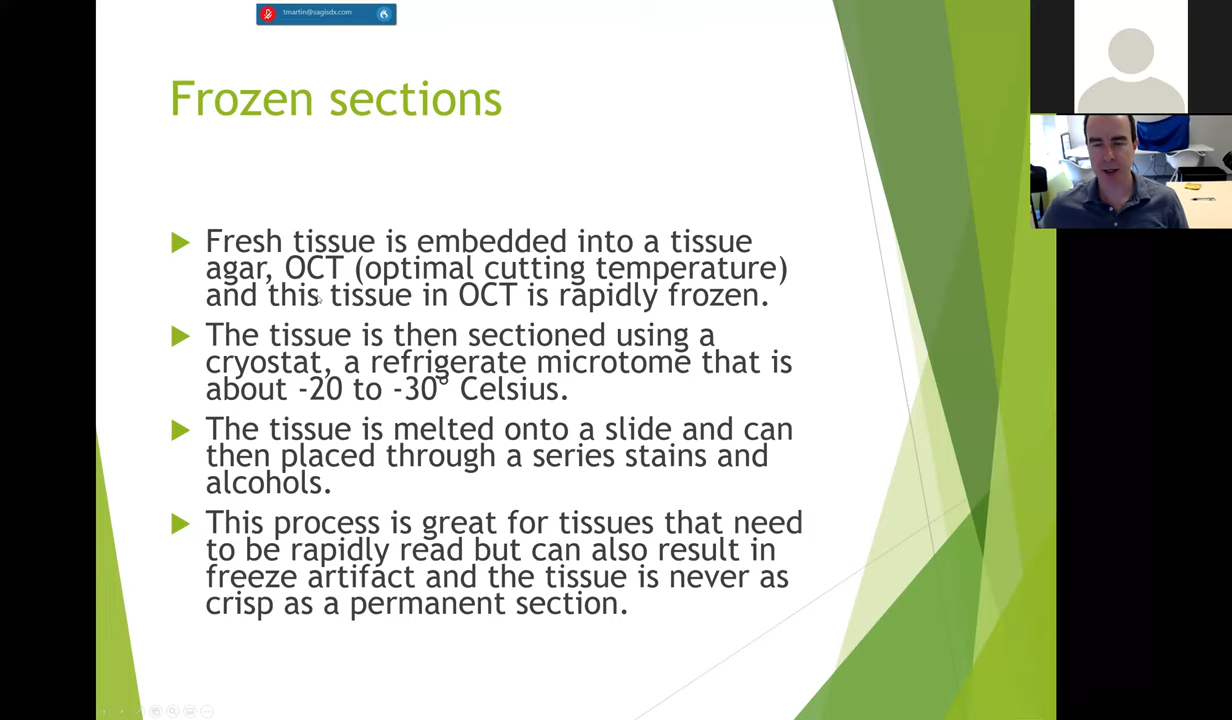 tmartin@sagisdx.com
Frozen sections
Fresh tissue is embedded into a tissue
agar, OCT (optimal cutting temperature)
and this tissue in OCT is rapidly frozen.
The tissue is then sectioned using a
cryostat, a refrigerate microtome that is
about -20 to -30° Celsius.
The tissue is melted onto a slide and can
then placed through a series stains and
alcohols.
This process is great for tissues that need
to be rapidly read but can also result in
freeze artifact and the tissue is never as
crisp as a permanent section.